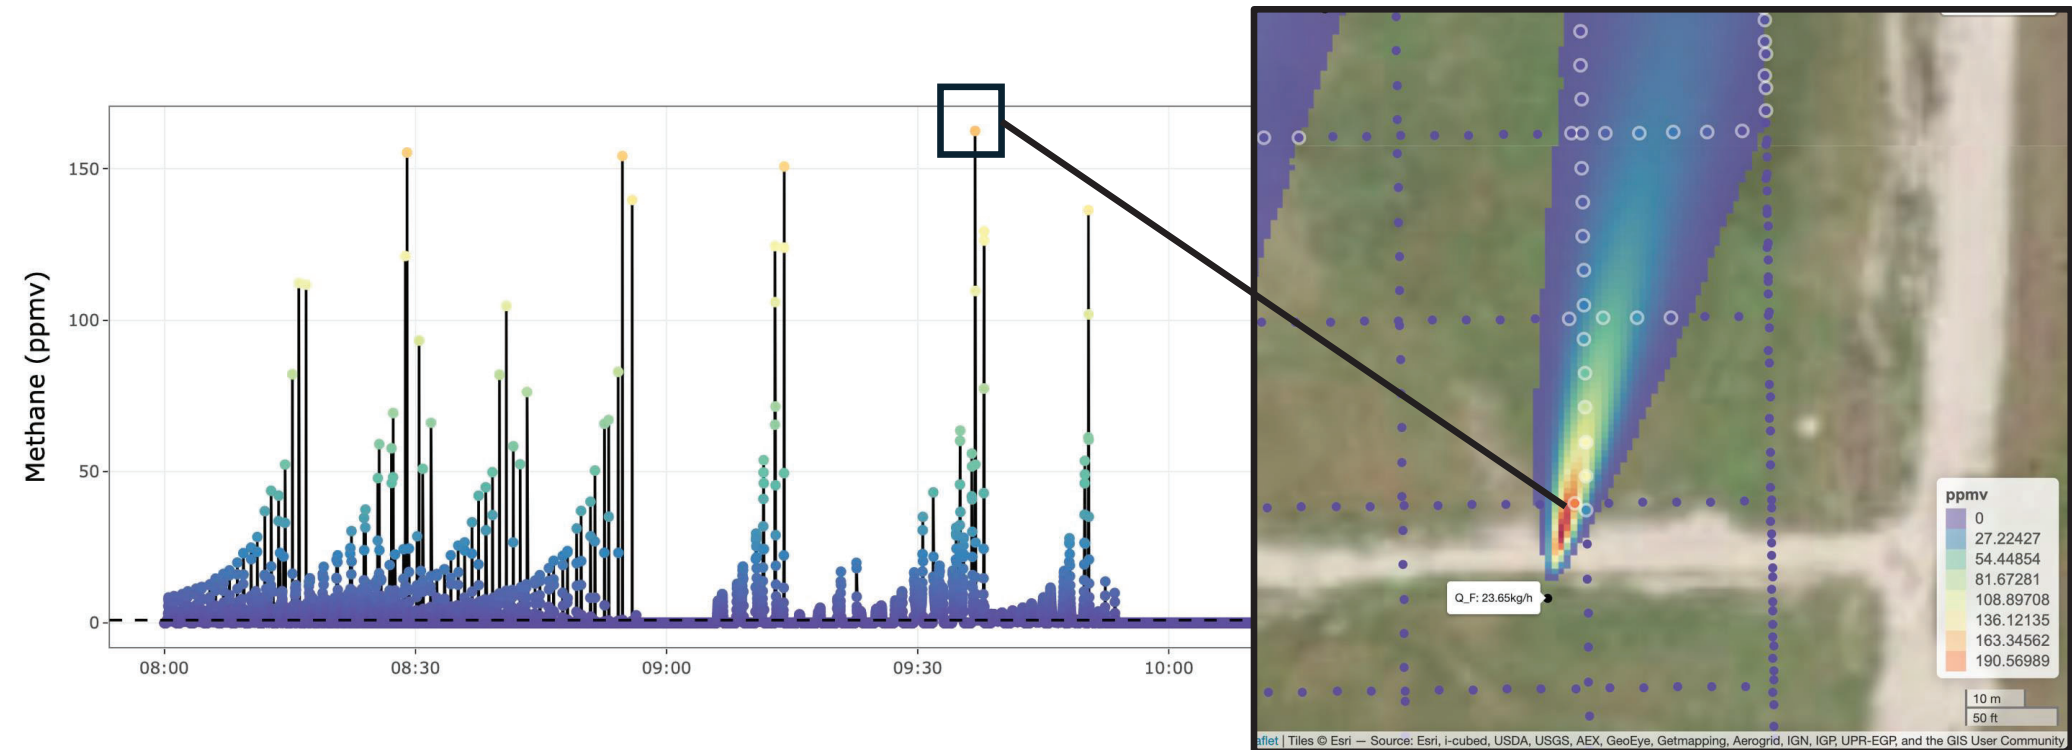 Methane (ppmv)
150
100
50
0
08:00
08:30
09:00
09:30
10:00
Q_F: 23.65kg/h
ppmv
0
27.22427
54.44854
81.67281
108.89708
136.12135
163.34562
190.56989
10 m
50 ft
aflet | Tiles © Esri — Source: Esri, i-cubed, USDA, USGS, AEX, GeoEye, Getmapping, Aerogrid, IGN, IGP, UPR-EGP, and the GIS User Community